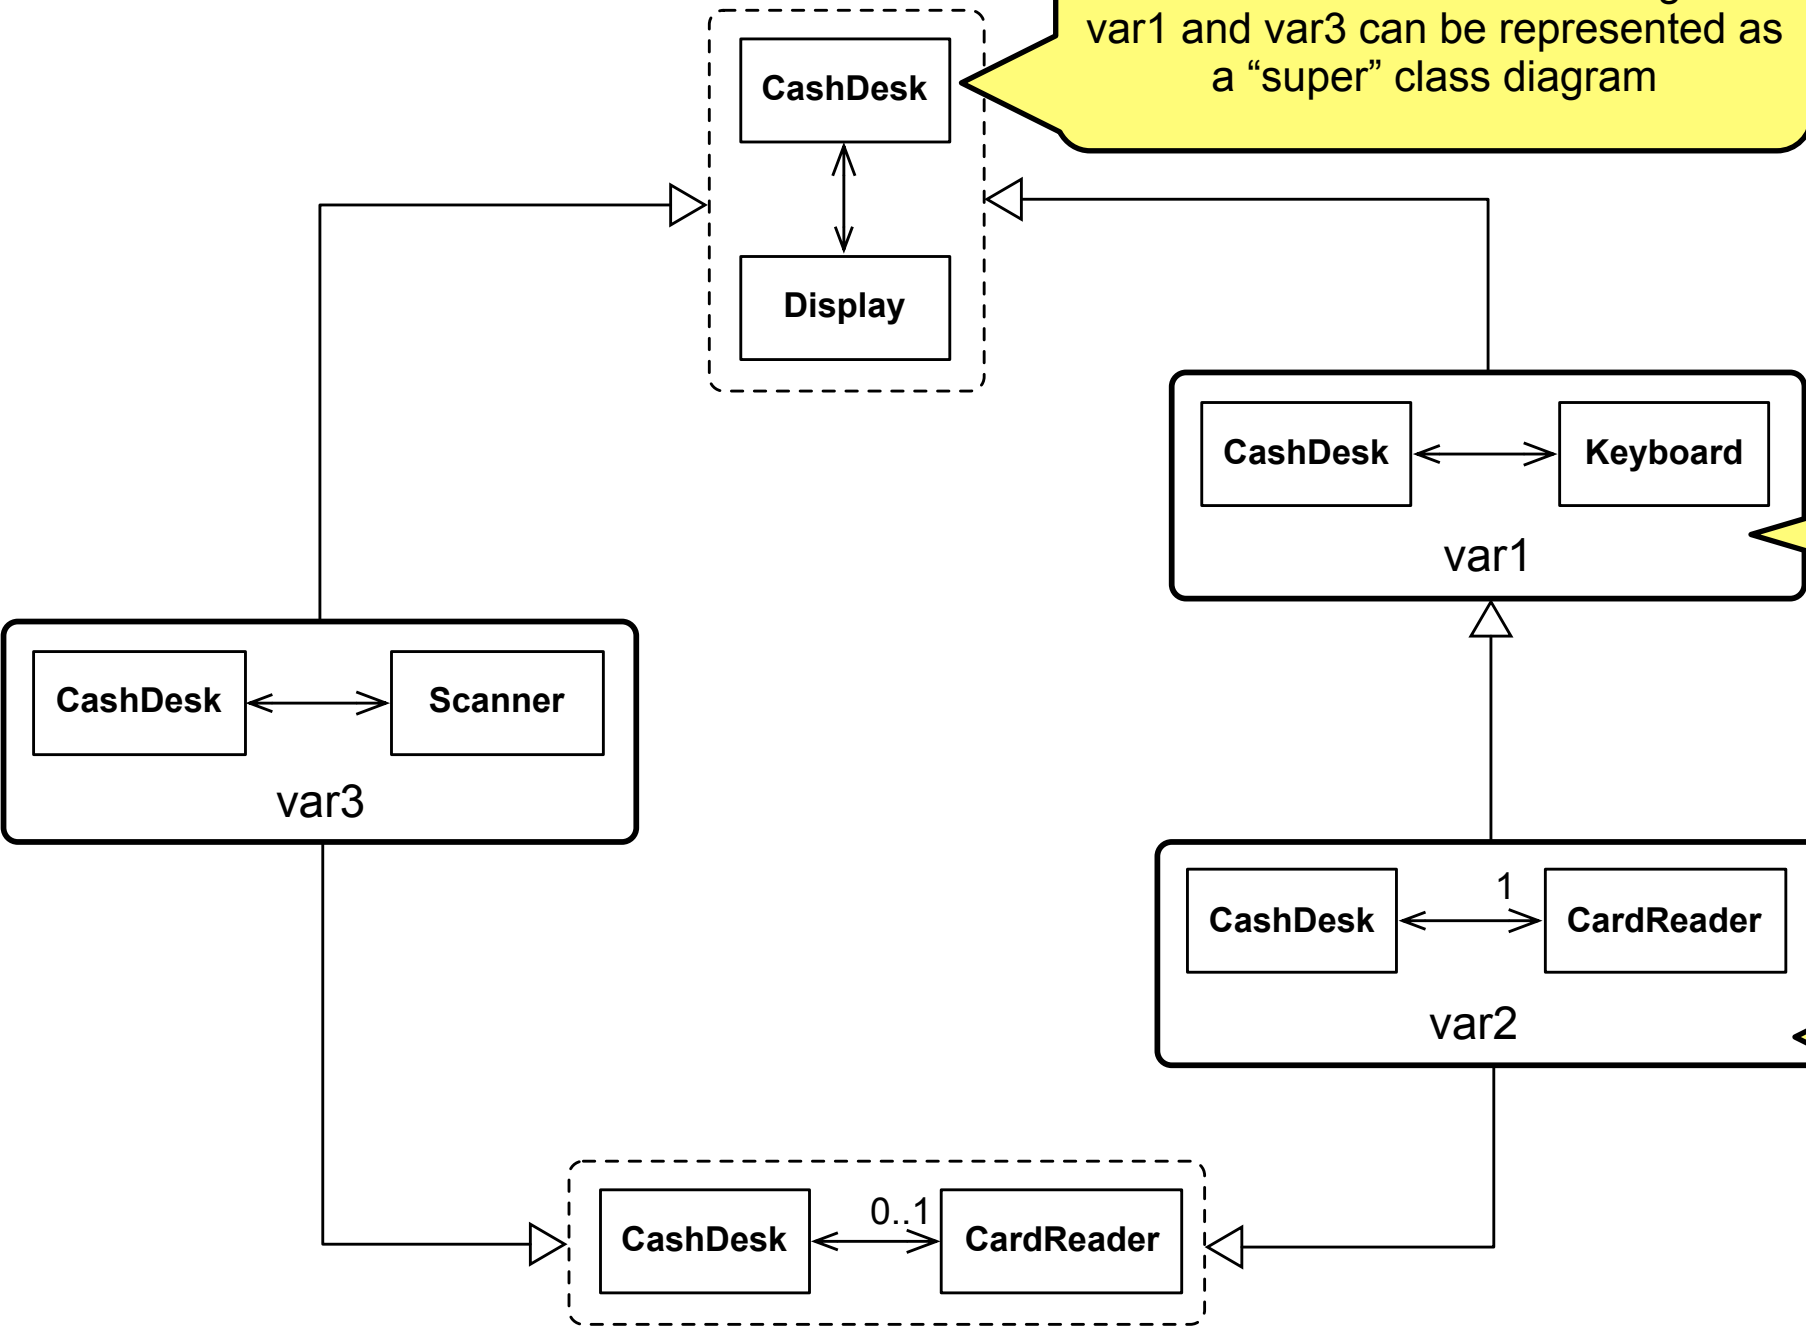 var1 and var3 can be represented as
a “super” class diagram
CashDesk
Display
CashDesk
Keyboard
var1
CashDesk
Scanner
var3
CashDesk
1
CardReader
var2
CashDesk
0..1
CardReader